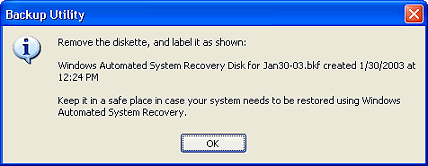 Backup Utility
Remove the diskette, and label it as shown:
Windows Automated System Recovery Disk for Jan30-03.bkf created 1/30/2003 at
12:24 PM
Keep it in a safe place in case your system needs to be restored using Windows
Automated System Recovery.
OK